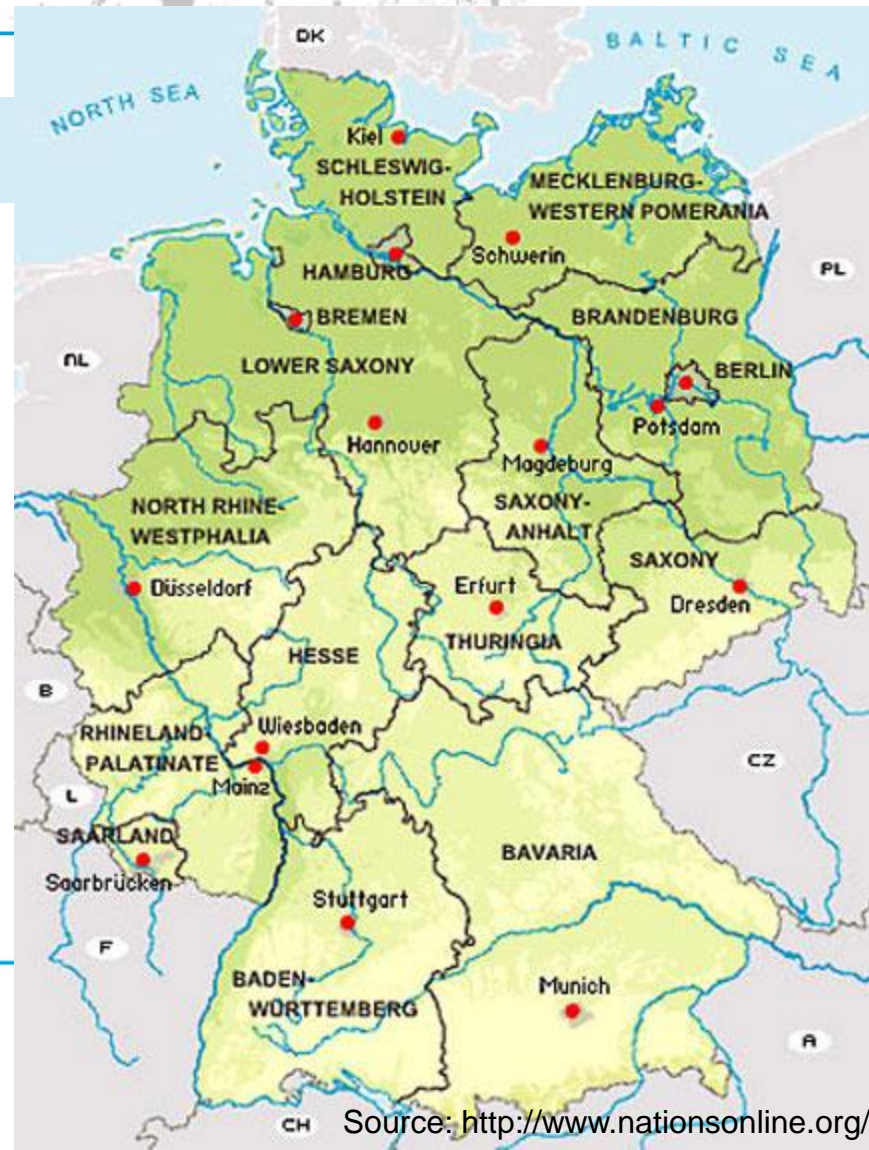 DK
BALTIC SEA
NORTH SEA
Kiel
SCHLESWIG-
HOLSTEIN
MECKLENBURG-
WESTERN POMERANIA
Schwerin
HAMBURG
PL
BREMEN
BRANDENBURG
NL
LOWER SAXONY
BERLIN
Potsdam
Hannover
Magdeburg
SAXONY-
ANHALT
NORTH RHINE-
WESTPHALIA
SAXONY
Düsseldorf
Erfurt
Dresden
THURINGIA
HESSE
B
Wiesbaden
RHINELAND-
PALATINATE
Mainz
CZ
L
SAARLAND
BAVARIA
Saarbrücken
Stuttgart
F
BADEN-
WÜRTTEMBERG
Munich
A
CH
Source: http://www.nationsonline.org/